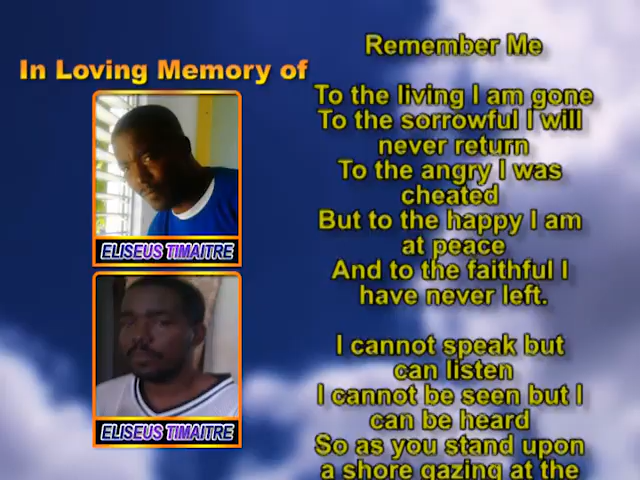 In Loving Memory of
ELISEUS TIMAITRE
ELISEUS TIMAITRE
Remember Me
To the living I am gone
To the sorrowful I will
never return
To the angry I was
cheated
But to the happy I am
at peace
And to the faithful I
have never left.
I cannot speak but
can listen
I cannot be seen but I
can be heard
So as you stand upon
a shore gazing at the